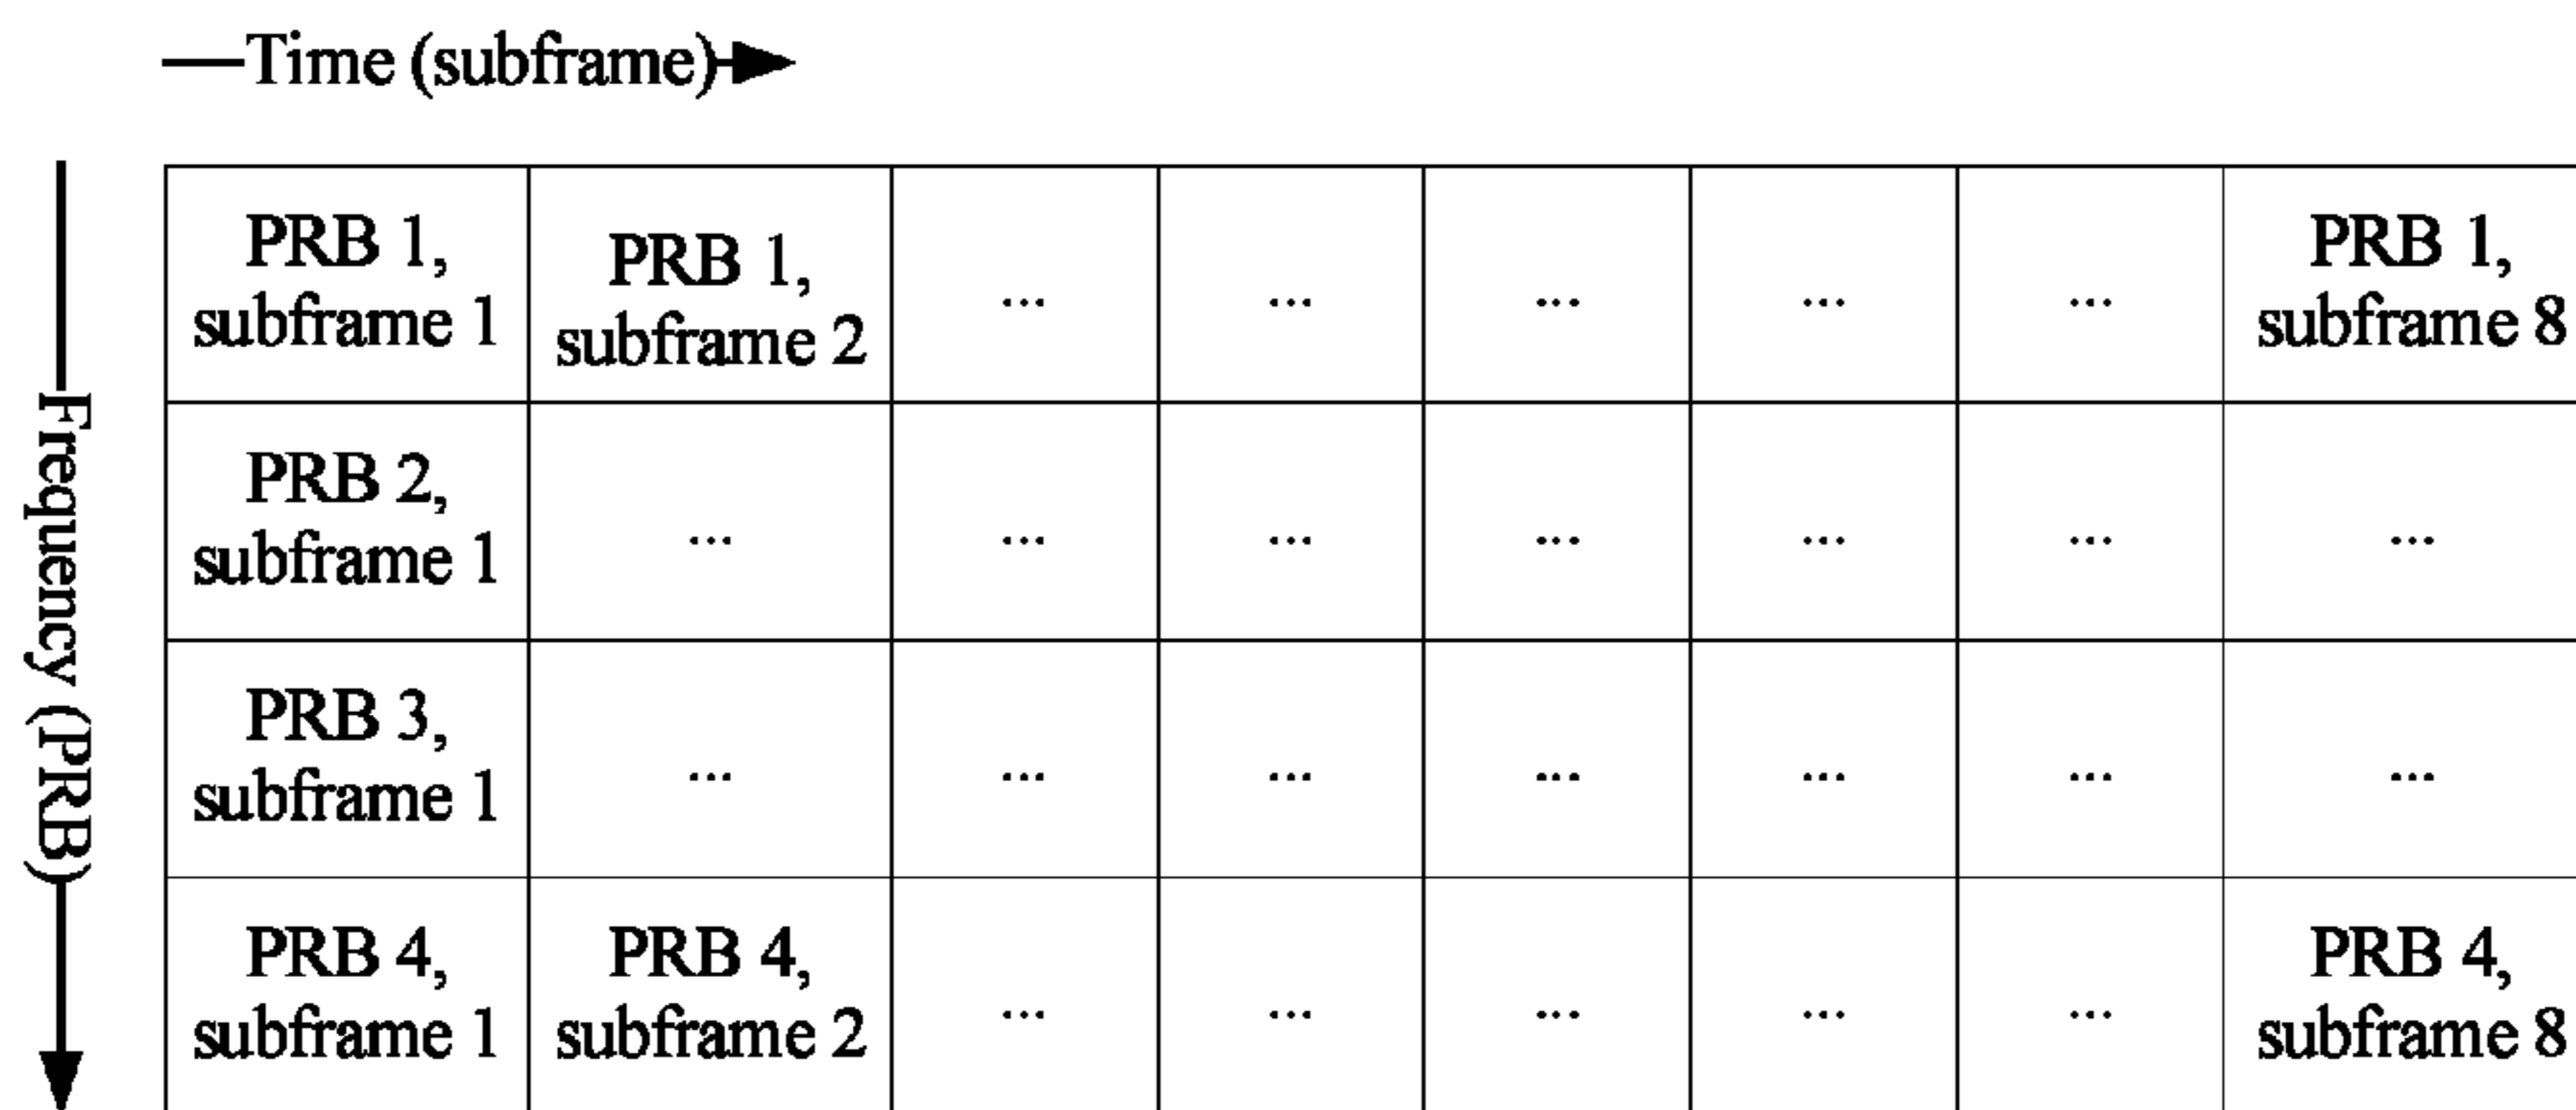 Time (subframe)
Frequency (PRB)
PRB 1,
subframe 1
PRB 1,
subframe 2
...
...
...
...
...
PRB 1,
subframe 8
PRB 2,
subframe 1
...
...
...
...
...
...
...
PRB 3,
subframe 1
...
...
...
...
...
...
...
PRB 4,
subframe 1
PRB 4,
subframe 2
...
...
...
...
...
PRB 4,
subframe 8